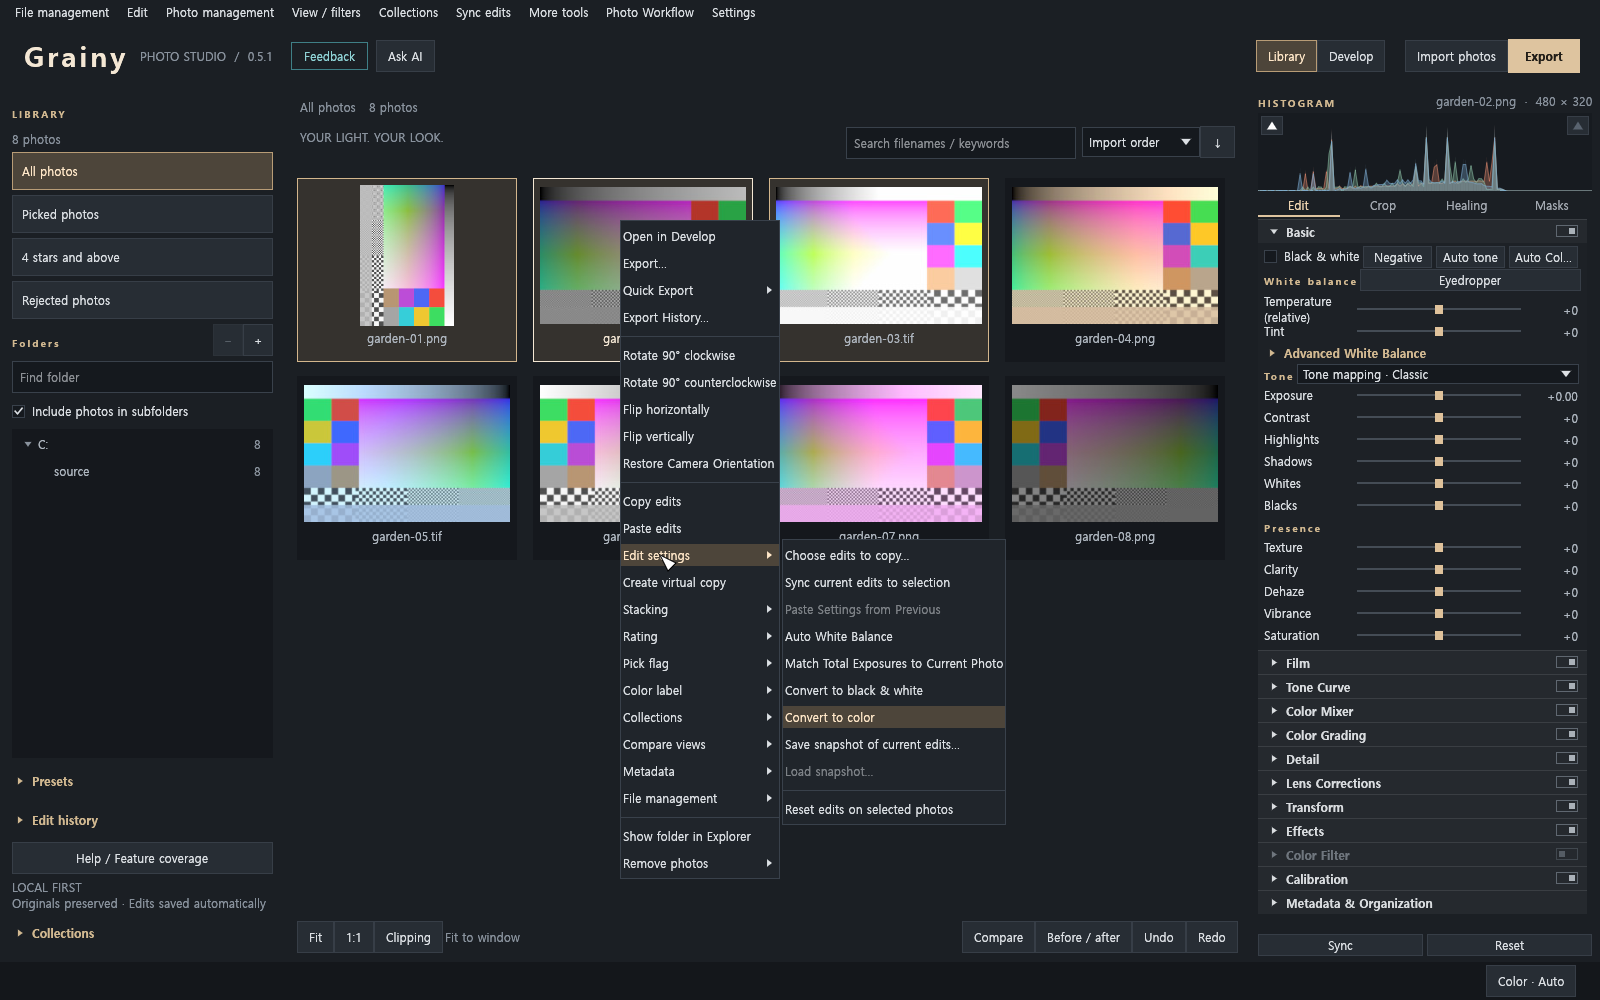 File management Edit Photo management View / filters Collections Sync edits More tools Photo Workflow Settings
Grainy PHOTO STUDIO / 0.5.1 Feedback Ask AI Library Develop Import photos Export
LIBRARY
8 photos
All photos
Picked photos
4 stars and above
Rejected photos
Folders − +
Find folder
Include photos in subfolders
C: 8
source 8
Presets
Edit history
Help / Feature coverage
LOCAL FIRST
Originals preserved · Edits saved automatically
Collections
All photos 8 photos
YOUR LIGHT. YOUR LOOK.
Search filenames / keywords Import order ↓
garden-01.png
garden-03.tif
garden-04.png
garden-05.tif
garden-07.png
garden-08.png
Open in Develop
Export...
Quick Export
Export History...
Rotate 90° clockwise
Rotate 90° counterclockwise
Flip horizontally
Flip vertically
Restore Camera Orientation
Copy edits
Paste edits
Edit settings
Create virtual copy
Stacking
Rating
Pick flag
Color label
Collections
Compare views
Metadata
File management
Show folder in Explorer
Remove photos
Choose edits to copy...
Sync current edits to selection
Paste Settings from Previous
Auto White Balance
Match Total Exposures to Current Photo
Convert to black & white
Convert to color
Save snapshot of current edits...
Load snapshot...
Reset edits on selected photos
Fit 1:1 Clipping Fit to window
Compare Before / after Undo Redo
HISTOGRAM garden-02.png · 480 × 320
Edit Crop Healing Masks
Basic
Black & white Negative Auto tone Auto Col...
White balance Eyedropper
Temperature
(relative) +0
Tint +0
Advanced White Balance
Tone Tone mapping · Classic
Exposure +0.00
Contrast +0
Highlights +0
Shadows +0
Whites +0
Blacks +0
Presence
Texture +0
Clarity +0
Dehaze +0
Vibrance +0
Saturation +0
Film
Tone Curve
Color Mixer
Color Grading
Detail
Lens Corrections
Transform
Effects
Color Filter
Calibration
Metadata & Organization
Sync Reset
Color · Auto